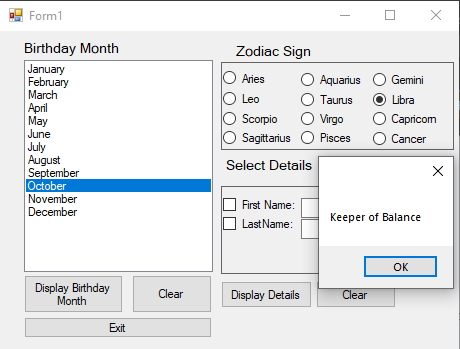 Form1
Birthday Month
January
February
March
April
May
June
July
August
September
October
November
December
Display Birthday
Month
Clear
Exit
Zodiac Sign
Aries
Aquarius
Gemini
Leo
Taurus
Libra
Scorpio
Virgo
Capricorn
Sagittarius
Pisces
Cancer
Select Details
First Name:
LastName:
Display Details
Clear
Keeper of Balance
OK